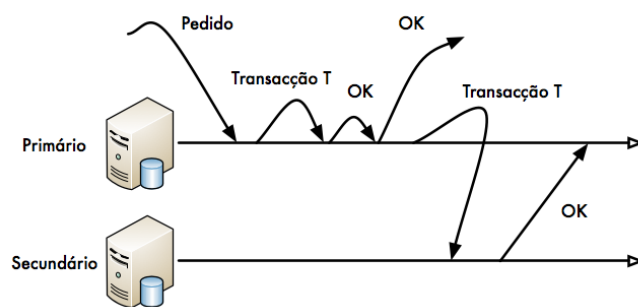 Pedido
OK
Transacção T
OK
Transacção T
Primário
OK
Secundário